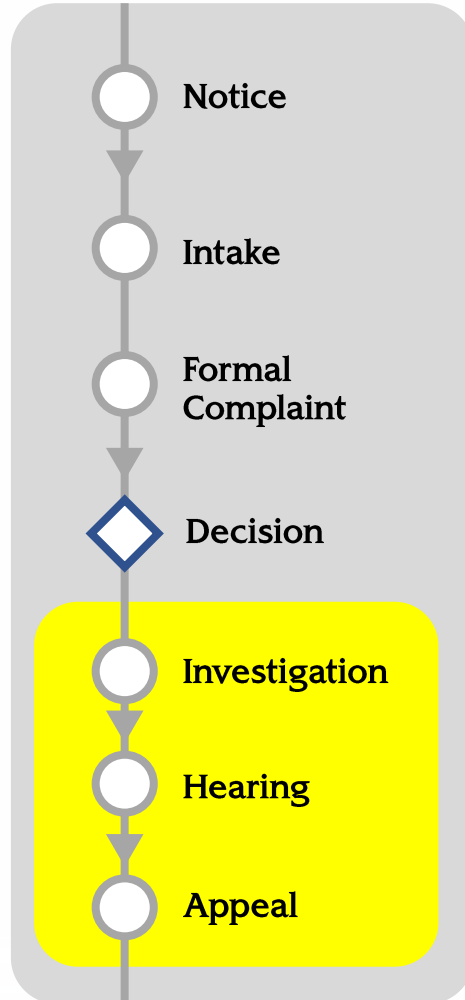 Notice
Intake
Formal
Complaint
Decision
Investigation
Hearing
Appeal